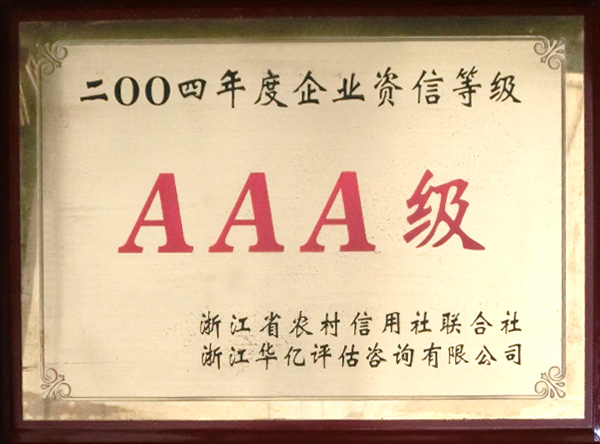 二OO四年度企业资信等级
AAA级
浙江省农村信用社联合社
浙江华亿评估咨询有限公司